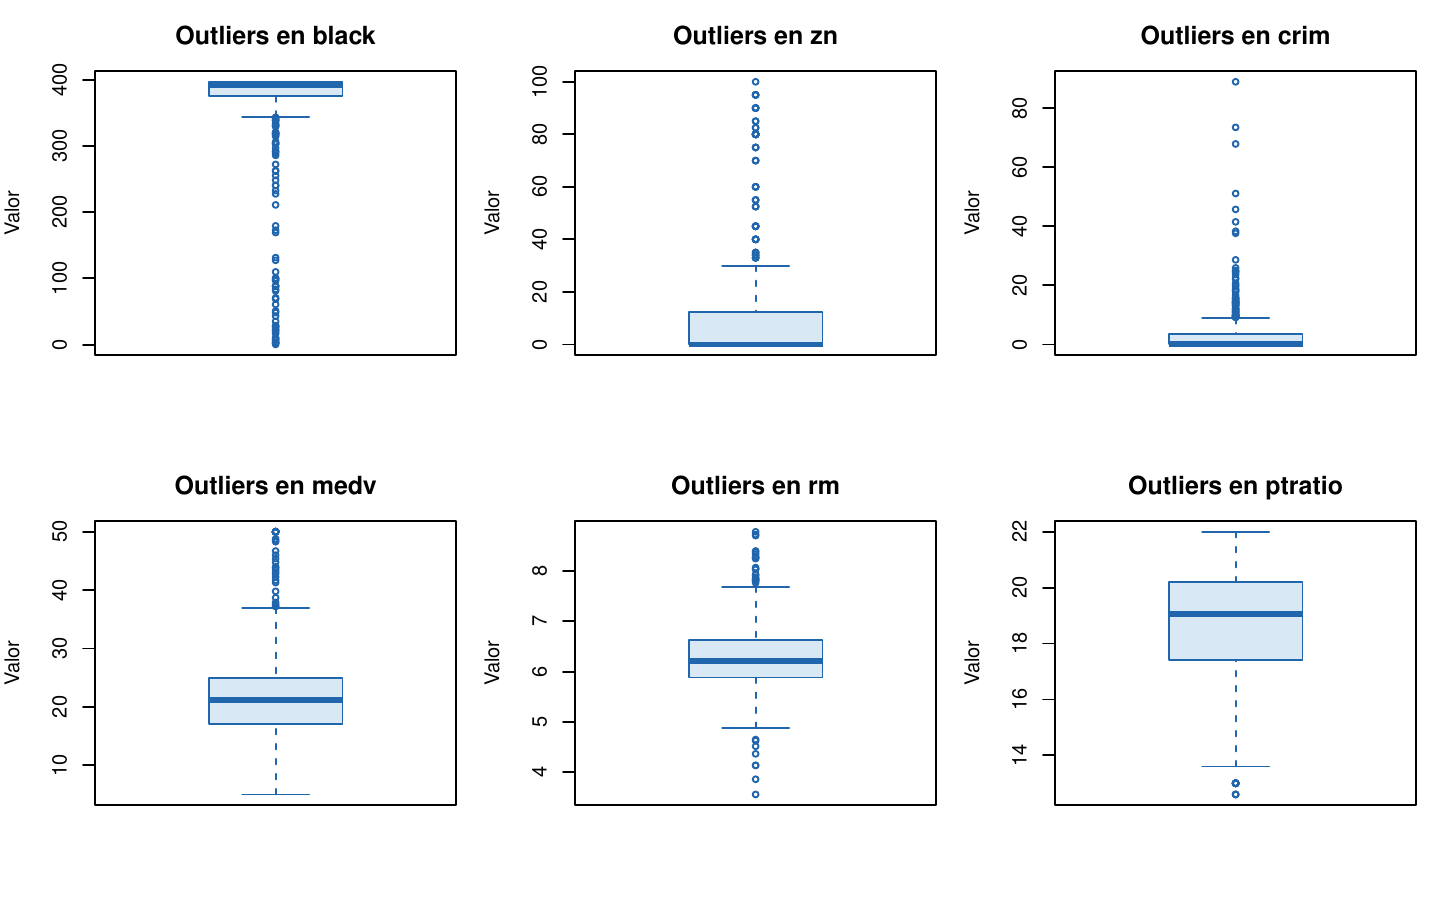 Outliers en black
Valor
400
300
200
100
0
Outliers en zn
Valor
100
80
60
40
20
0
Outliers en crim
Valor
80
60
40
20
0
Outliers en medv
Valor
50
40
30
20
10
Outliers en rm
Valor
8
7
6
5
4
Outliers en ptratio
Valor
22
20
18
16
14